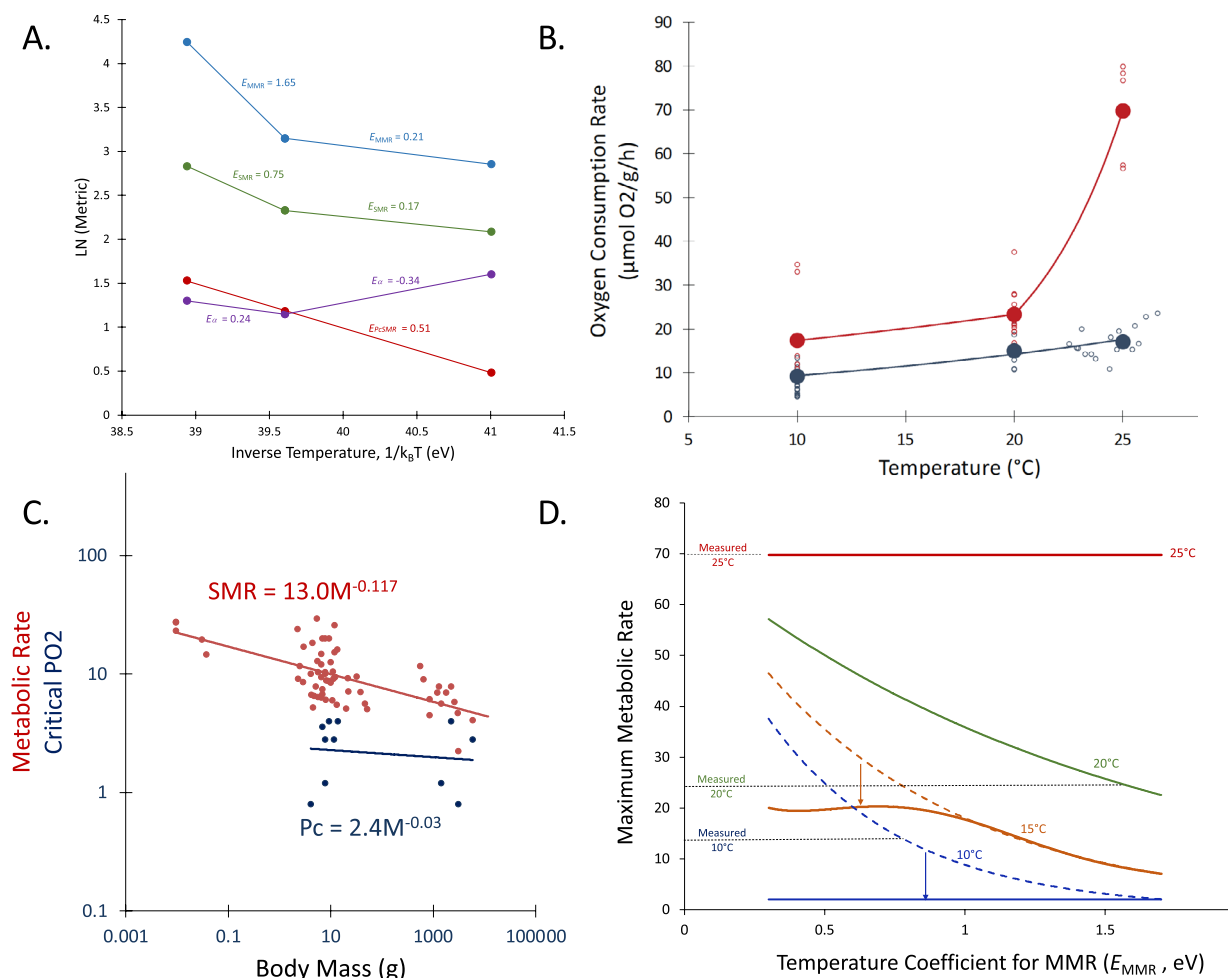 A.
4.5
4
3.5
3
2.5
2
1.5
1
0.5
0
LN (Metric)
EMMR = 1.65
EMMR = 0.21
ESMR = 0.75
ESMR = 0.17
Eα = -0.34
Eα = 0.24
EPcSMR = 0.51
38.5 39 39.5 40 40.5 41 41.5
Inverse Temperature, 1/kBT (eV)
B.
90
80
70
60
50
40
30
20
10
0
Oxygen Consumption Rate
(µmol O2/g/h)
5 10 15 20 25
Temperature (°C)
C.
100
10
1
0.1
Metabolic Rate
Critical PO2
SMR = 13.0M-0.117
Pc = 2.4M-0.03
0.001 0.1 10 1000 100000
Body Mass (g)
D.
80
70
60
50
40
30
20
10
0
Maximum Metabolic Rate
Measured
25°C
25°C
20°C
Measured
20°C
15°C
Measured
10°C
10°C
0 0.5 1 1.5
Temperature Coefficient for MMR (EMMR , eV)